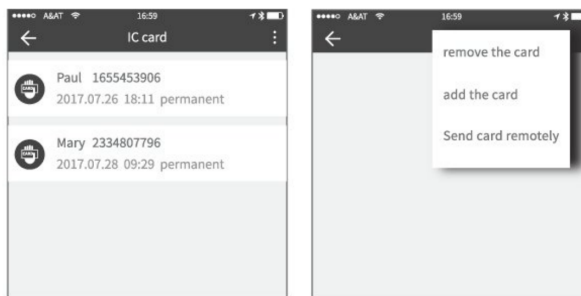 A&AT 16:59
IC card
Paul 1655453906
2017.07.26 18:11 permanent
Mary 2334807796
2017.07.28 09:29 permanent
A&AT 16:59
remove the card
add the card
Send card remotely